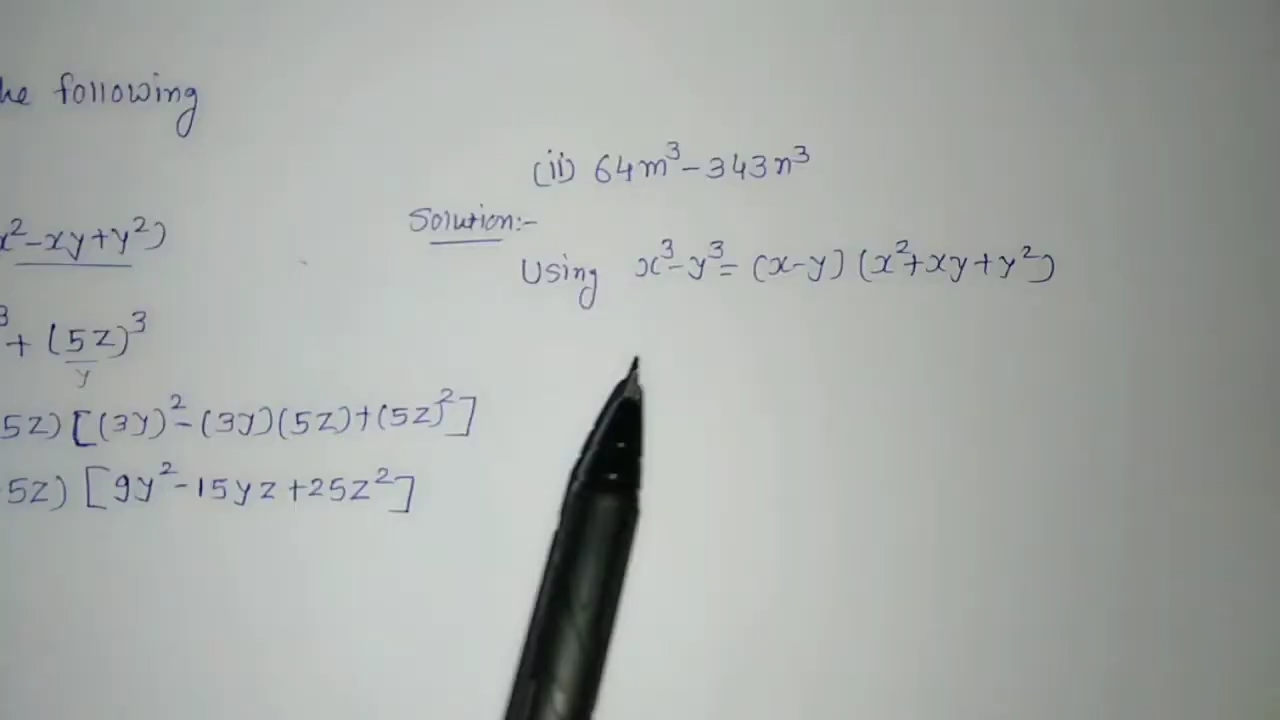 he following
x²-xy+y²)
³+(5z)³
y
5z)[(3y)²-(3y)(5z)+(5z)²]
5z)[9y²-15yz+25z²]
(ii) 64m³-343n³
Solution:-
Using x³-y³=(x-y)(x²+xy+y²)